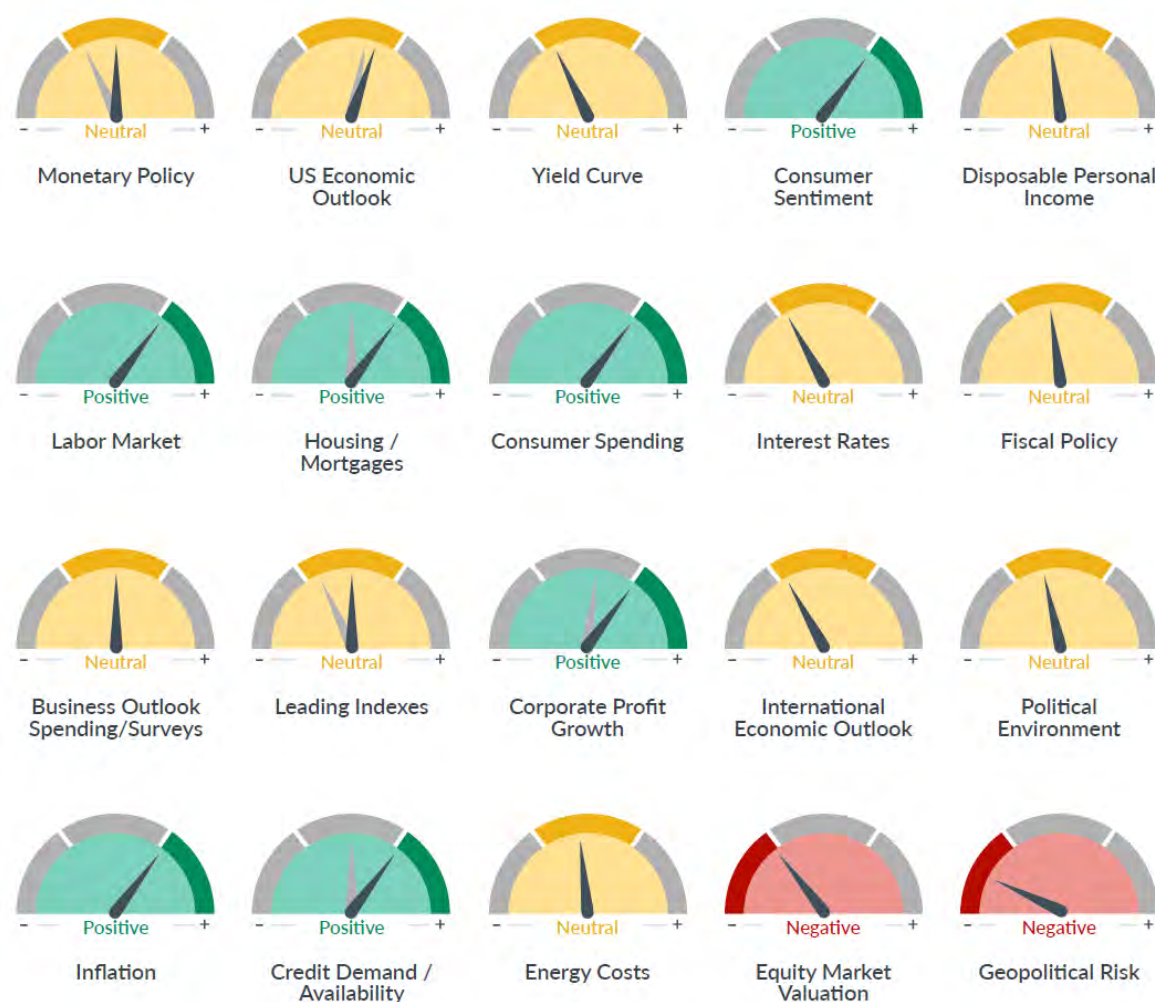 - Neutral +
Monetary Policy
- Neutral +
US Economic
Outlook
- Neutral +
Yield Curve
- Positive +
Consumer
Sentiment
- Neutral +
Disposable Personal
Income
- Positive +
Labor Market
- Positive +
Housing /
Mortgages
- Positive +
Consumer Spending
- Neutral +
Interest Rates
- Neutral +
Fiscal Policy
- Neutral +
Business Outlook
Spending/Surveys
- Neutral +
Leading Indexes
- Positive +
Corporate Profit
Growth
- Neutral +
International
Economic Outlook
- Neutral +
Political
Environment
- Positive +
Inflation
- Positive +
Credit Demand /
Availability
- Neutral +
Energy Costs
- Negative +
Equity Market
Valuation
- Negative +
Geopolitical Risk